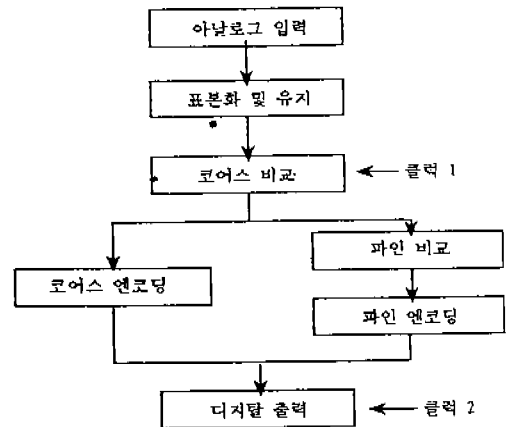 아날로그 입력
표본화 및 유지
코어스 비교
클럭 1
파인 비교
코어스 엔코딩
파인 엔코딩
디지탈 출력
클럭 2